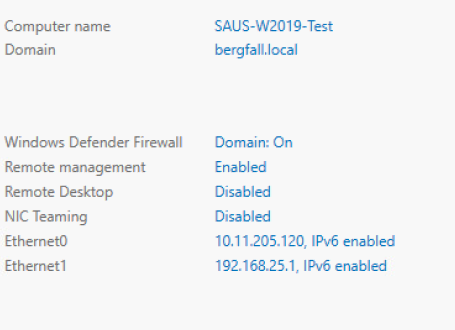 Computer name SAUS-W2019-Test
Domain bergfall.local
Windows Defender Firewall Domain: On
Remote management Enabled
Remote Desktop Disabled
NIC Teaming Disabled
Ethernet0 10.11.205.120, IPv6 enabled
Ethernet1 192.168.25.1, IPv6 enabled